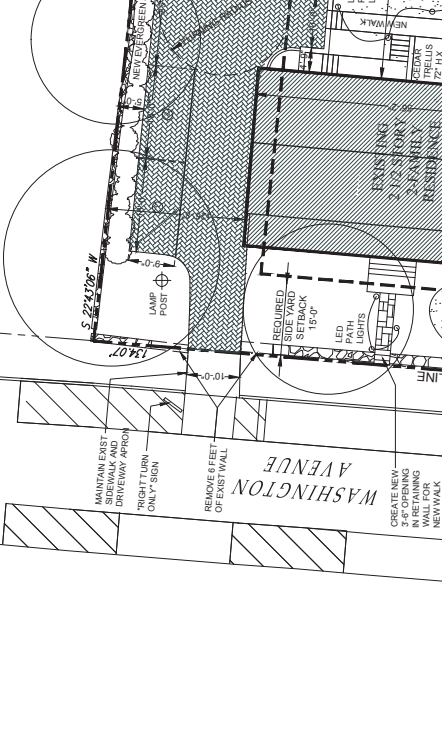 NEW EVERGREEN
NEW WALK
CEDAR
TRELLIS
72" H X
EXISTING
2 1/2 STORY
2-FAMILY
RESIDENCE
S 22°43'06" W
134.07'
9'-0"
LAMP
POST
REQUIRED
SIDE YARD
SETBACK
15'-0"
LED
PATH
LIGHTS
10'-0"
LINE
MAINTAIN EXIST
SIDEWALK AND
DRIVEWAY APRON
"RIGHT TURN
ONLY" SIGN
REMOVE 6 FEET
OF EXIST WALL
WASHINGTON
AVENUE
CREATE NEW
3'-6" OPENING
IN RETAINING
WALL FOR
NEW WALK